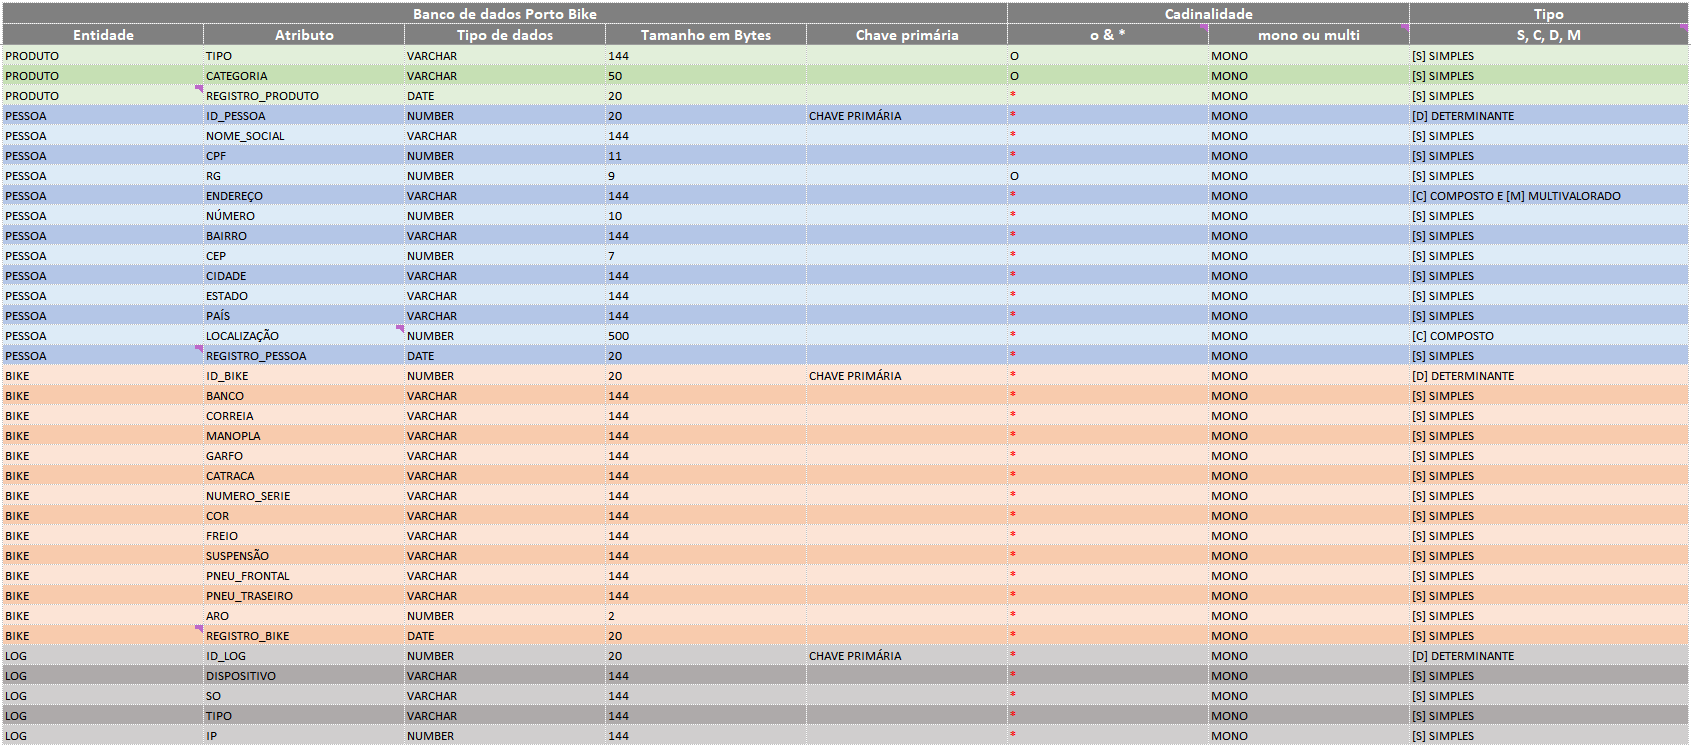 Banco de dados Porto Bike Cadinalidade Tipo
Entidade Atributo Tipo de dados Tamanho em Bytes Chave primária o & * mono ou multi S, C, D, M
PRODUTO TIPO VARCHAR 144 O MONO [S] SIMPLES
PRODUTO CATEGORIA VARCHAR 50 O MONO [S] SIMPLES
PRODUTO REGISTRO_PRODUTO DATE 20 * MONO [S] SIMPLES
PESSOA ID_PESSOA NUMBER 20 CHAVE PRIMÁRIA * MONO [D] DETERMINANTE
PESSOA NOME_SOCIAL VARCHAR 144 * MONO [S] SIMPLES
PESSOA CPF NUMBER 11 * MONO [S] SIMPLES
PESSOA RG NUMBER 9 O MONO [S] SIMPLES
PESSOA ENDEREÇO VARCHAR 144 * MONO [C] COMPOSTO E [M] MULTIVALORADO
PESSOA NÚMERO NUMBER 10 * MONO [S] SIMPLES
PESSOA BAIRRO VARCHAR 144 * MONO [S] SIMPLES
PESSOA CEP NUMBER 7 * MONO [S] SIMPLES
PESSOA CIDADE VARCHAR 144 * MONO [S] SIMPLES
PESSOA ESTADO VARCHAR 144 * MONO [S] SIMPLES
PESSOA PAÍS VARCHAR 144 * MONO [S] SIMPLES
PESSOA LOCALIZAÇÃO NUMBER 500 * MONO [C] COMPOSTO
PESSOA REGISTRO_PESSOA DATE 20 * MONO [S] SIMPLES
BIKE ID_BIKE NUMBER 20 CHAVE PRIMÁRIA * MONO [D] DETERMINANTE
BIKE BANCO VARCHAR 144 * MONO [S] SIMPLES
BIKE CORREIA VARCHAR 144 * MONO [S] SIMPLES
BIKE MANOPLA VARCHAR 144 * MONO [S] SIMPLES
BIKE GARFO VARCHAR 144 * MONO [S] SIMPLES
BIKE CATRACA VARCHAR 144 * MONO [S] SIMPLES
BIKE NUMERO_SERIE VARCHAR 144 * MONO [S] SIMPLES
BIKE COR VARCHAR 144 * MONO [S] SIMPLES
BIKE FREIO VARCHAR 144 * MONO [S] SIMPLES
BIKE SUSPENSÃO VARCHAR 144 * MONO [S] SIMPLES
BIKE PNEU_FRONTAL VARCHAR 144 * MONO [S] SIMPLES
BIKE PNEU_TRASEIRO VARCHAR 144 * MONO [S] SIMPLES
BIKE ARO NUMBER 2 * MONO [S] SIMPLES
BIKE REGISTRO_BIKE DATE 20 * MONO [S] SIMPLES
LOG ID_LOG NUMBER 20 CHAVE PRIMÁRIA * MONO [D] DETERMINANTE
LOG DISPOSITIVO VARCHAR 144 * MONO [S] SIMPLES
LOG SO VARCHAR 144 * MONO [S] SIMPLES
LOG TIPO VARCHAR 144 * MONO [S] SIMPLES
LOG IP NUMBER 144 * MONO [S] SIMPLES